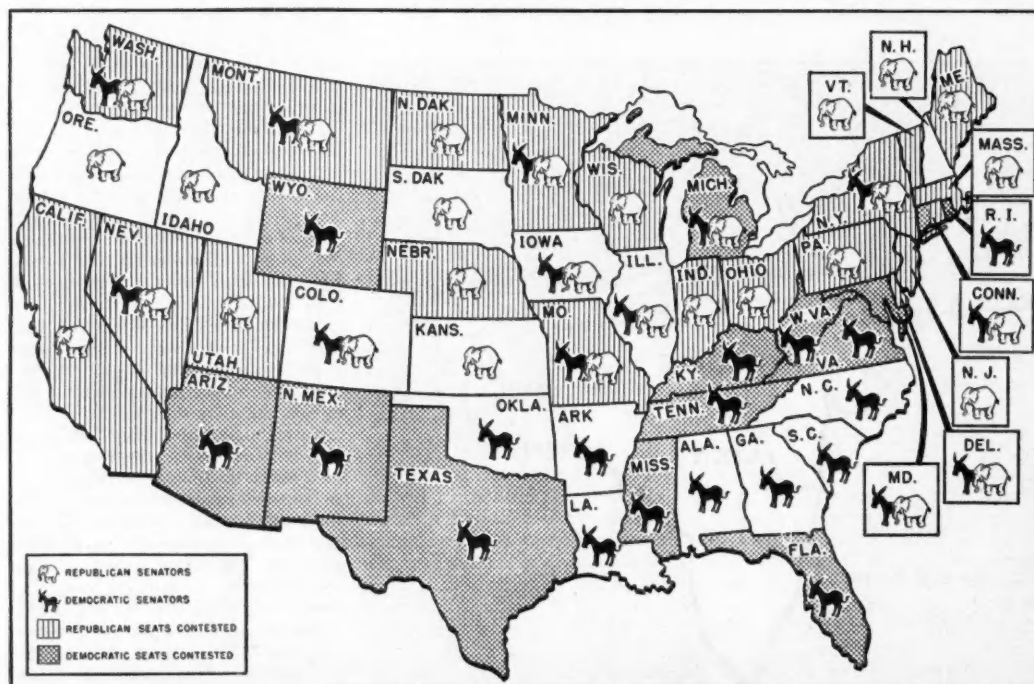 WASH.
MONT.
N. DAK.
MINN.
N. H.
VT.
ME.
ORE.
IDAHO
WYO.
S. DAK
WIS.
MICH.
MASS.
N.Y.
R. I.
CALIF.
NEV.
UTAH
NEBR.
IOWA
ILL.
IND.
OHIO
PA.
CONN.
COLO.
KANS.
MO.
KY.
W. VA.
VA.
N. J.
ARIZ.
N. MEX.
OKLA.
ARK
TENN.
N. C.
DEL.
TEXAS
LA.
MISS.
ALA.
GA.
S. C.
MD.
FLA.
REPUBLICAN SENATORS
DEMOCRATIC SENATORS
REPUBLICAN SEATS CONTESTED
DEMOCRATIC SEATS CONTESTED